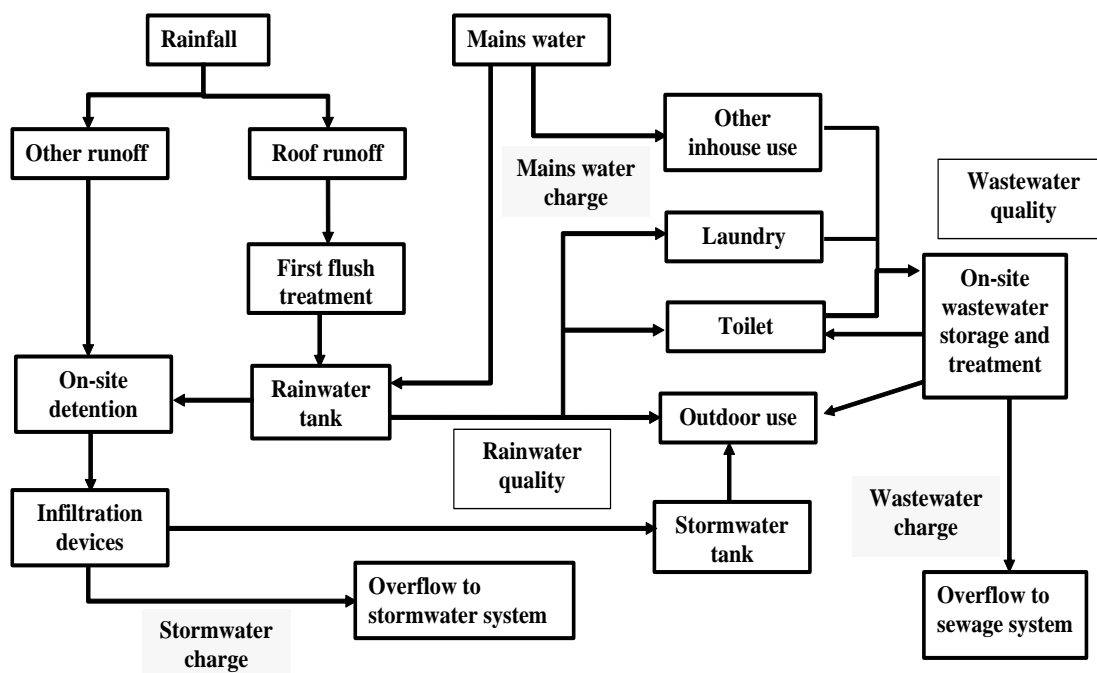 Rainfall
Mains water
Other
inhouse use
Other runoff
Roof runoff
Mains water
charge
Wastewater
quality
Laundry
First flush
treatment
On-site
wastewater
storage and
treatment
Toilet
On-site
detention
Rainwater
tank
Outdoor use
Rainwater
quality
Wastewater
charge
Infiltration
devices
Stormwater
tank
Overflow to
stormwater system
Overflow to
sewage system
Stormwater
charge